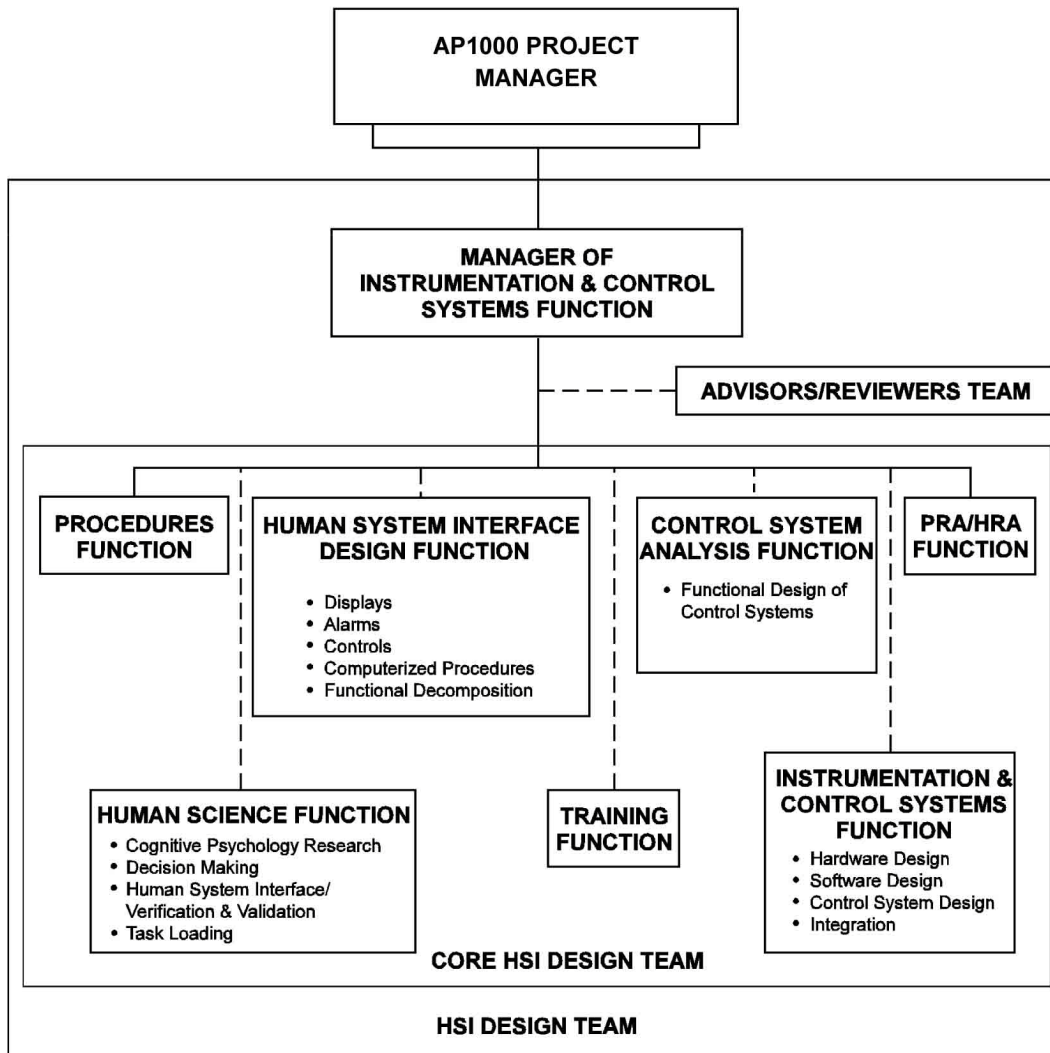 AP1000 PROJECT
MANAGER
MANAGER OF
INSTRUMENTATION & CONTROL
SYSTEMS FUNCTION
ADVISORS/REVIEWERS TEAM
PROCEDURES
FUNCTION
HUMAN SYSTEM INTERFACE
DESIGN FUNCTION
• Displays
• Alarms
• Controls
• Computerized Procedures
• Functional Decomposition
CONTROL SYSTEM
ANALYSIS FUNCTION
• Functional Design of
Control Systems
PRA/HRA
FUNCTION
HUMAN SCIENCE FUNCTION
• Cognitive Psychology Research
• Decision Making
• Human System Interface/
Verification & Validation
• Task Loading
TRAINING
FUNCTION
INSTRUMENTATION &
CONTROL SYSTEMS
FUNCTION
• Hardware Design
• Software Design
• Control System Design
• Integration
CORE HSI DESIGN TEAM
HSI DESIGN TEAM